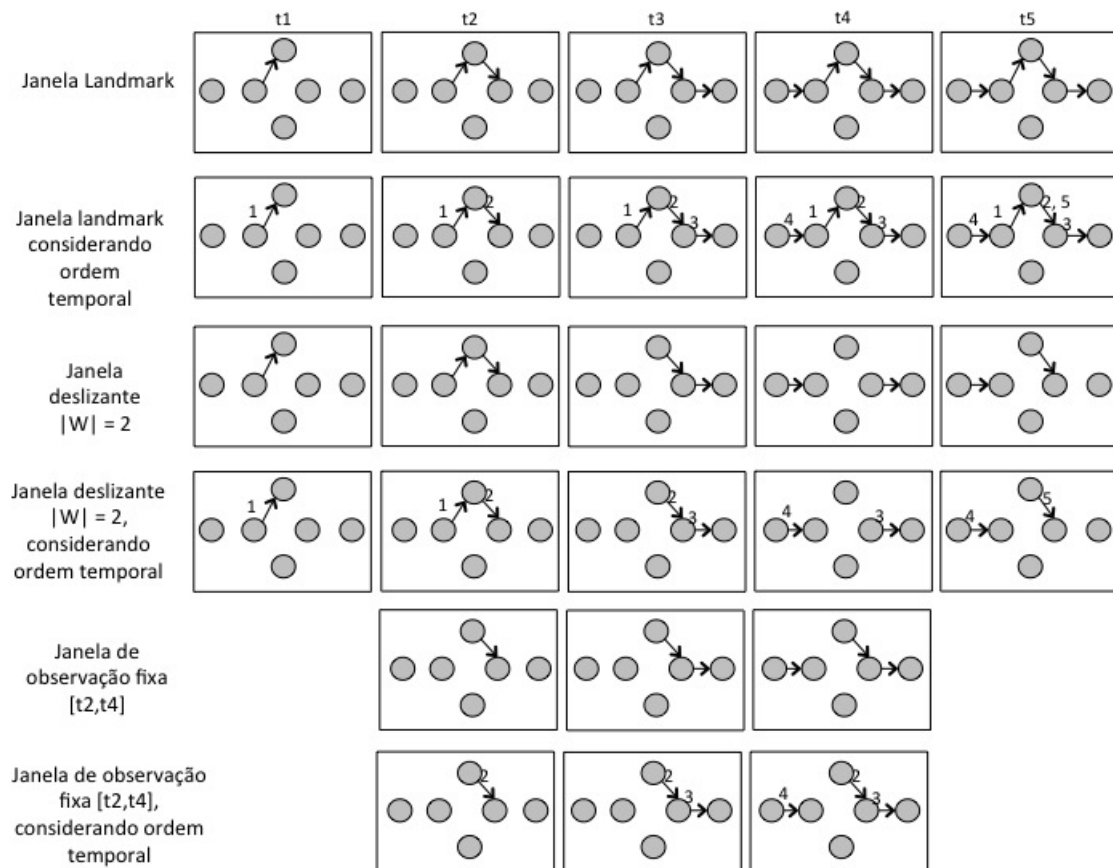 t1 t2 t3 t4 t5
Janela Landmark
Janela landmark
considerando
ordem
temporal
1 1 2 1 2 3 4 1 2 3 4 1 2, 5 3
Janela
deslizante
|W| = 2
Janela deslizante
|W| = 2,
considerando
ordem temporal
1 1 2 2 3 4 3 4 5
Janela de
observação fixa
[t2,t4]
Janela de observação
fixa [t2,t4],
considerando ordem
temporal
2 2 3 4 2 3